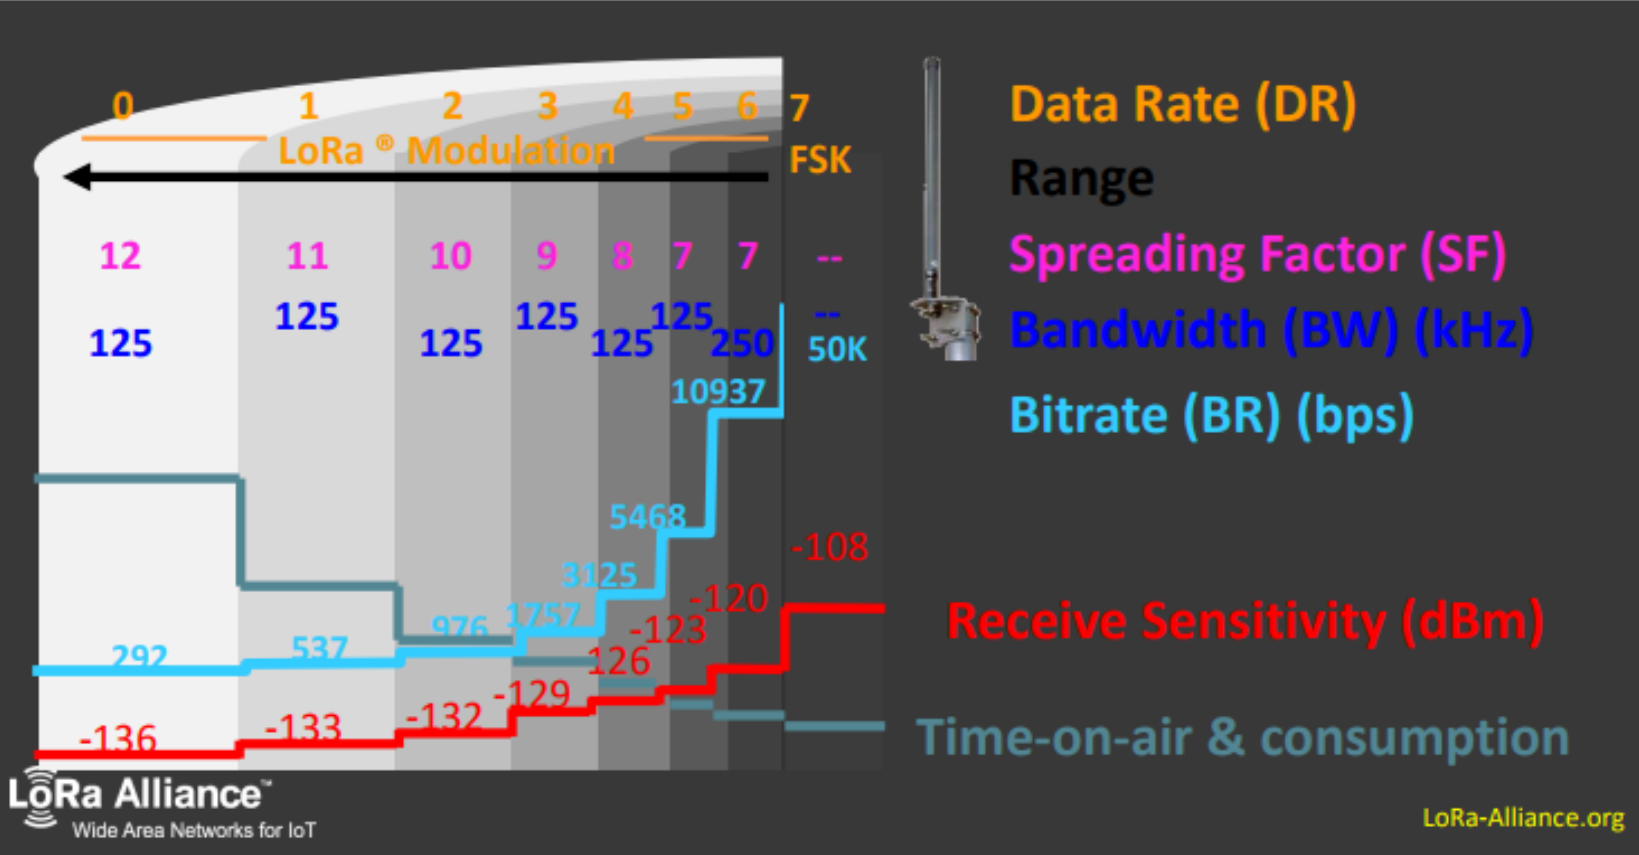 0 1 2 3 4 5 6 7
LoRa ® Modulation
FSK
Data Rate (DR)
Range
12 11 10 9 8 7 7 --
Spreading Factor (SF)
125 125 125 125 125 125 250 --
Bandwidth (BW) (kHz)
292 537 976 1757 3125 5468 10937 50K
Bitrate (BR) (bps)
-136 -133 -132 -129 126 -123 -120 -108
Receive Sensitivity (dBm)
Time-on-air & consumption
LoRa Alliance™
Wide Area Networks for IoT
LoRa-Alliance.org